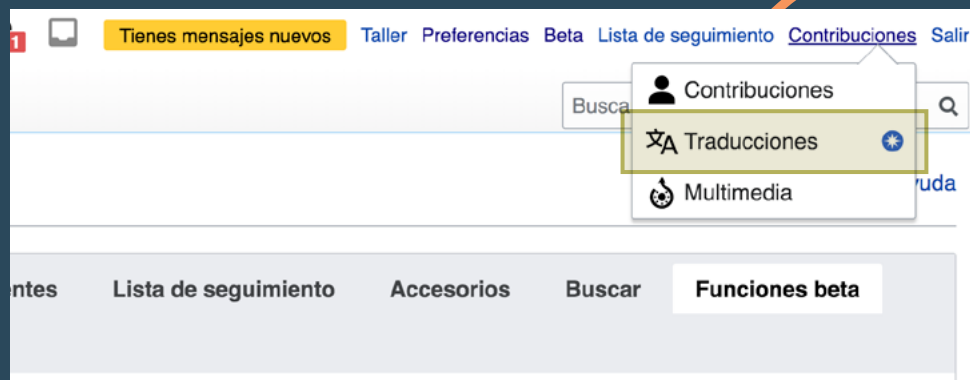 1
Tienes mensajes nuevos Taller Preferencias Beta Lista de seguimiento Contribuciones Salir
Contribuciones
Busca
Traducciones
yuda
Multimedia
entes Lista de seguimiento Accesorios Buscar Funciones beta